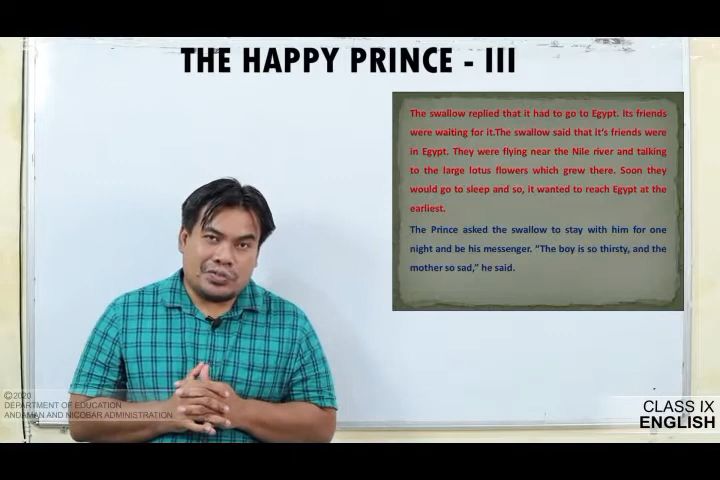 THE HAPPY PRINCE - III
The swallow replied that it had to go to Egypt. Its friends
were waiting for it.The swallow said that it's friends were
in Egypt. They were flying near the Nile river and talking
to the large lotus flowers which grew there. Soon they
would go to sleep and so, it wanted to reach Egypt at the
earliest.
The Prince asked the swallow to stay with him for one
night and be his messenger. "The boy is so thirsty, and the
mother so sad," he said.
©2020
DEPARTMENT OF EDUCATION
ANDAMAN AND NICOBAR ADMINISTRATION
CLASS IX
ENGLISH